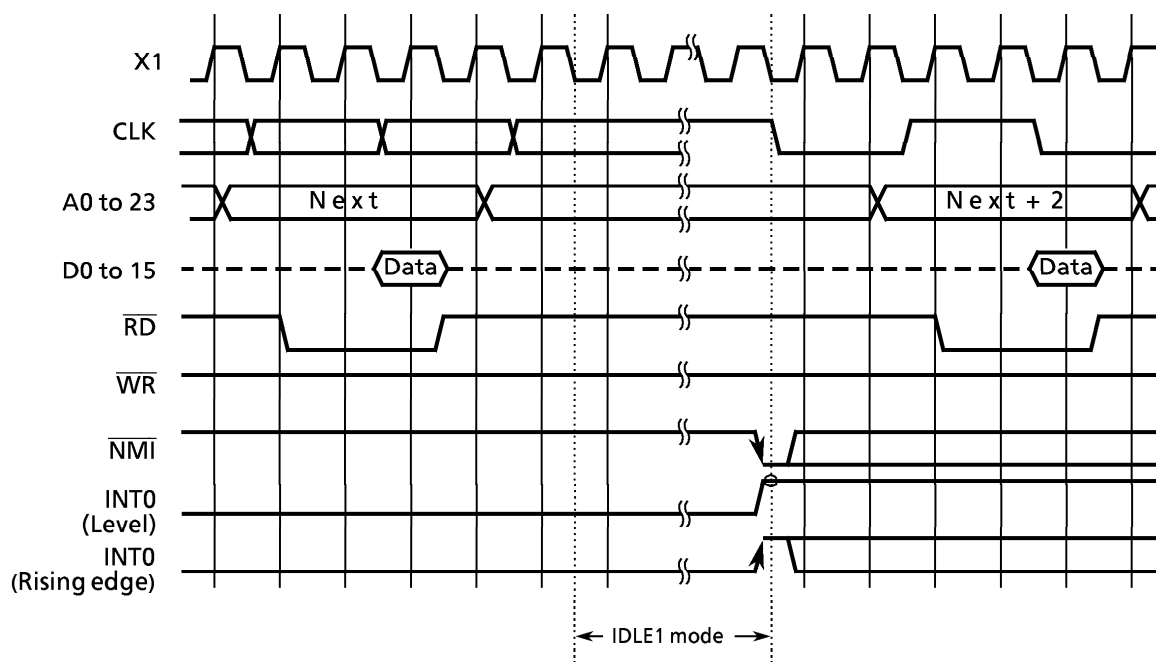 X1
CLK
A0 to 23
Next
Next + 2
D0 to 15
Data
Data
RD
WR
NMI
INT0
(Level)
INT0
(Rising edge)
IDLE1 mode